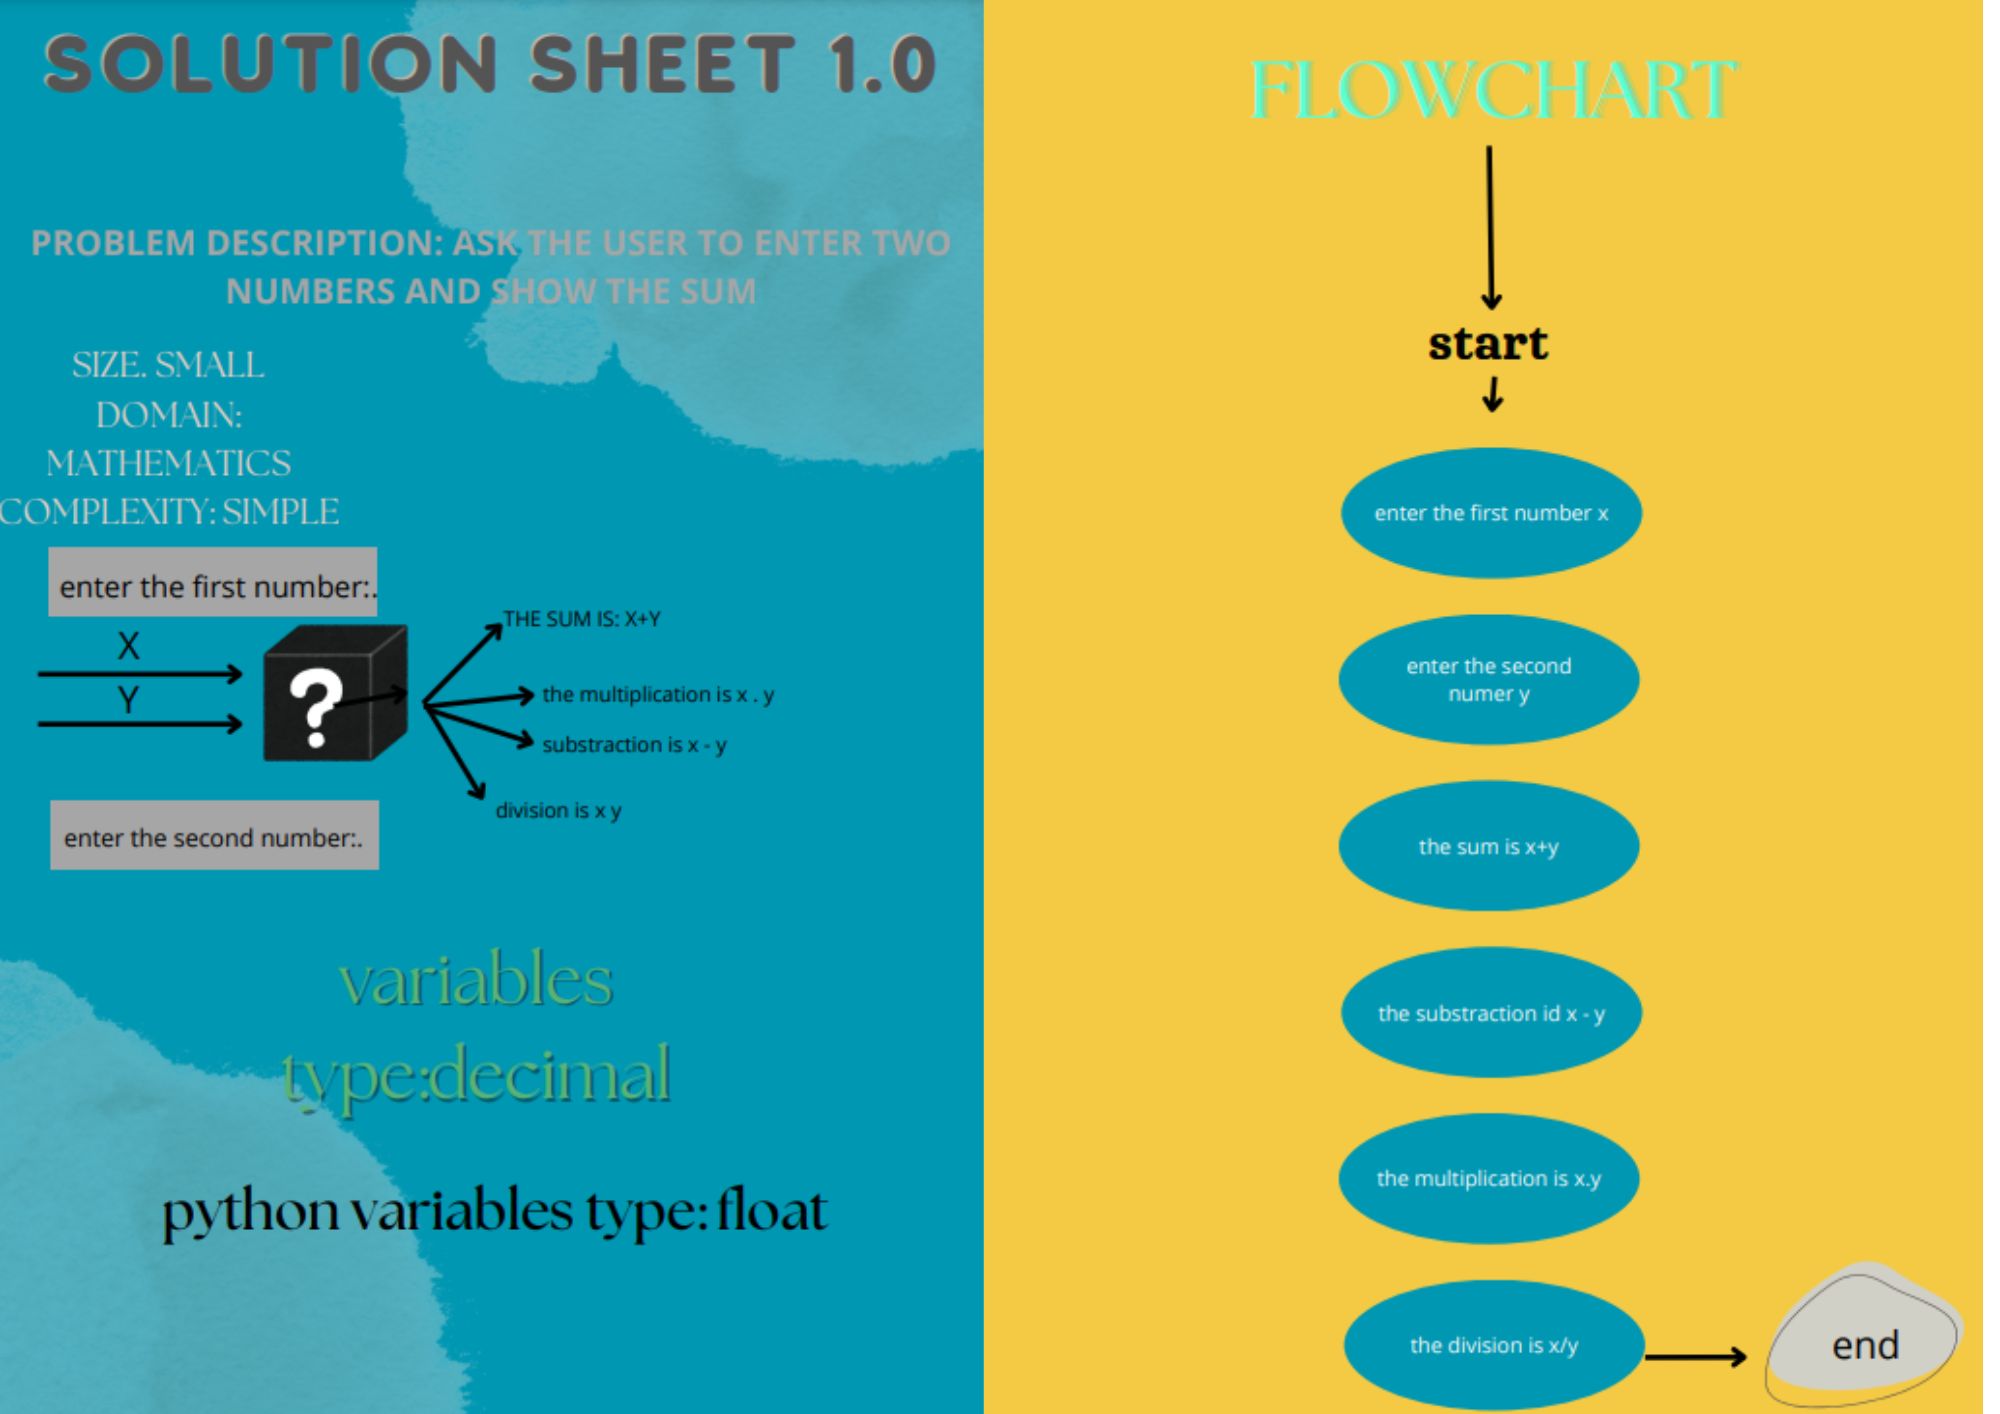 SOLUTION SHEET 1.0
PROBLEM DESCRIPTION: ASK THE USER TO ENTER TWO
NUMBERS AND SHOW THE SUM
SIZE. SMALL
DOMAIN:
MATHEMATICS
COMPLEXITY: SIMPLE
enter the first number:.
X
Y
?
THE SUM IS: X+Y
the multiplication is x . y
substraction is x - y
division is x y
enter the second number:.
variables
type:decimal
python variables type: float
FLOWCHART
start
enter the first number x
enter the second
numer y
the sum is x+y
the substraction id x - y
the multiplication is x.y
the division is x/y
end